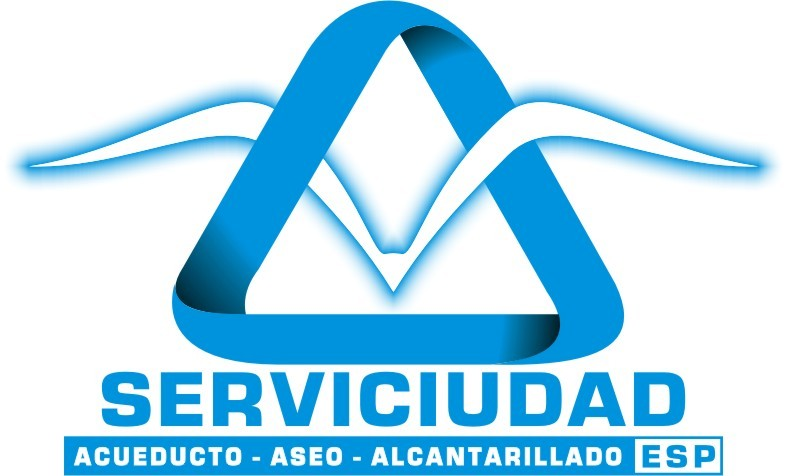 SERVICIUDAD
ACUEDUCTO - ASEO - ALCANTARILLADO ESP